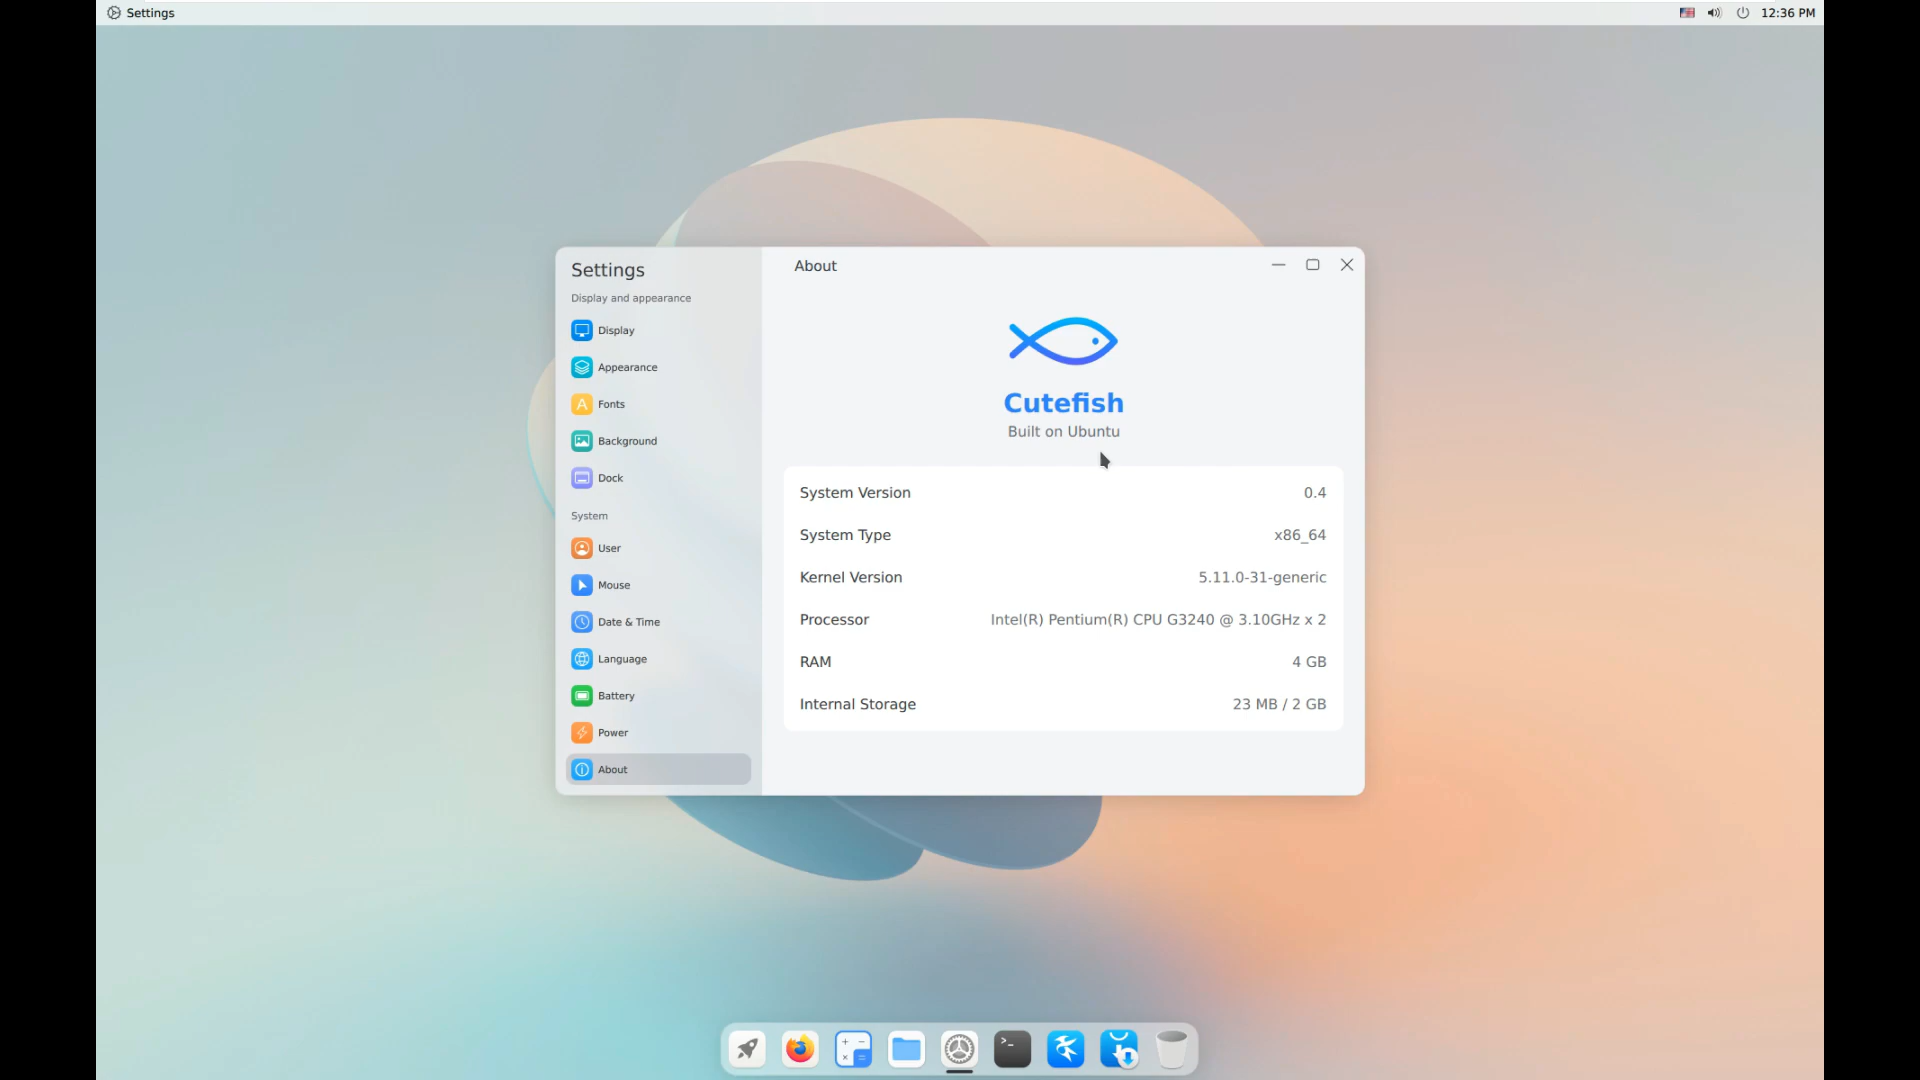 Settings
12:36 PM
Settings
About
Display and appearance
Display
Appearance
Fonts
Background
Dock
System
User
Mouse
Date & Time
Language
Battery
Power
About
Cutefish
Built on Ubuntu
System Version 0.4
System Type x86_64
Kernel Version 5.11.0-31-generic
Processor Intel(R) Pentium(R) CPU G3240 @ 3.10GHz x 2
RAM 4 GB
Internal Storage 23 MB / 2 GB